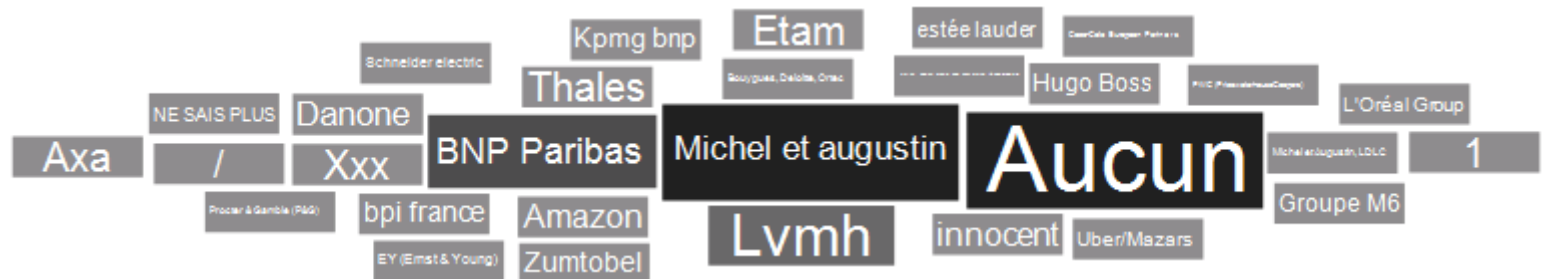 Kpmg bnp
Etam
estée lauder
Schneider electric
Thales
Bouygues, Deloitte, Ortec
Hugo Boss
PWC (PricewaterhouseCoopers)
L'Oréal Group
NE SAIS PLUS
Danone
BNP Paribas
Michel et augustin
Aucun
Axa
/
Xxx
Michel et Augustin, LDLC
1
Procter & Gamble (P&G)
bpi france
Amazon
Lvmh
innocent
Uber/Mazars
Groupe M6
EY (Ernst & Young)
Zumtobel